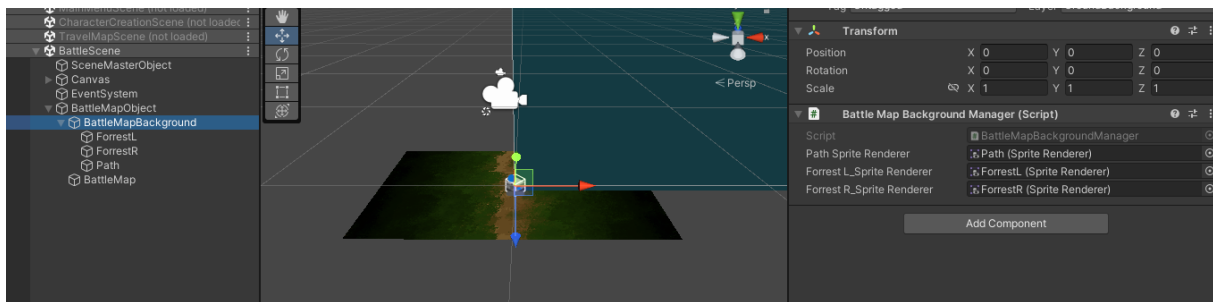 MainMenuScene (not loaded)
CharacterCreationScene (not loaded
TravelMapScene (not loaded)
BattleScene
SceneMasterObject
Canvas
EventSystem
BattleMapObject
BattleMapBackground
ForrestL
ForrestR
Path
BattleMap
x
Persp
Transform
Position X 0 Y 0 Z 0
Rotation X 0 Y 0 Z 0
Scale X 1 Y 1 Z 1
# Battle Map Background Manager (Script)
Script BattleMapBackgroundManager
Path Sprite Renderer Path (Sprite Renderer)
Forrest L_Sprite Renderer ForrestL (Sprite Renderer)
Forrest R_Sprite Renderer ForrestR (Sprite Renderer)
Add Component